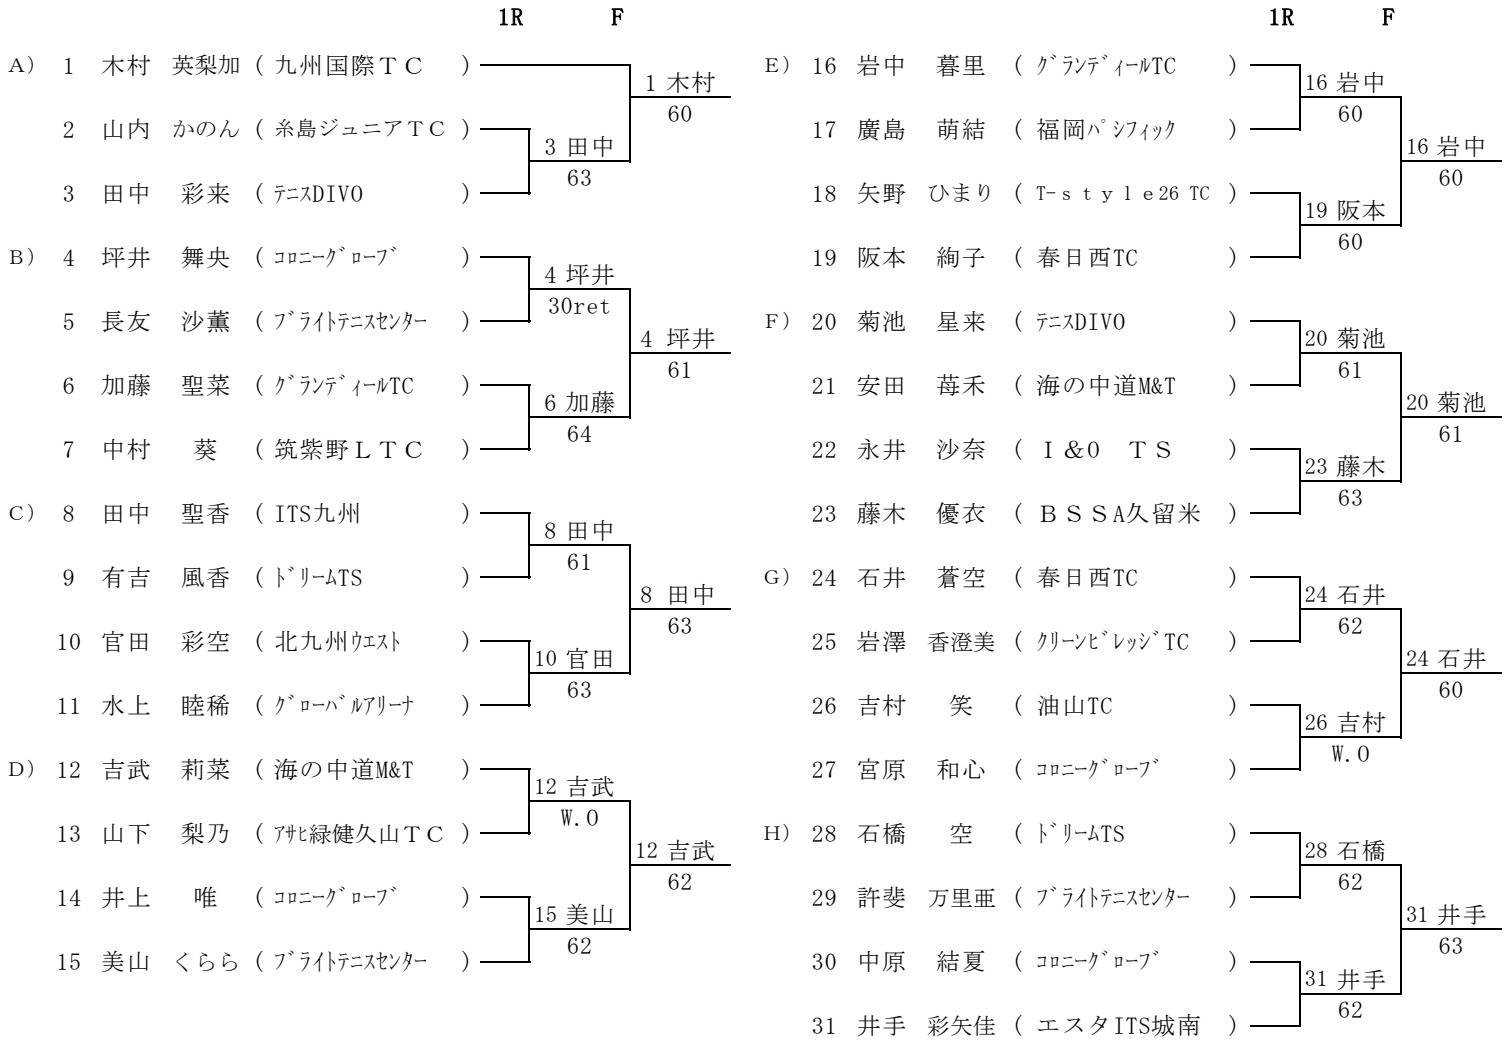 1R F
A) 1 木村 英梨加 ( 九州国際TC )
1 木村
60
2 山内 かのん ( 糸島ジュニアTC )
3 田中
63
3 田中 彩来 ( テニスDIVO )
B) 4 坪井 舞央 ( コロニーグローブ )
4 坪井
30ret
5 長友 沙薫 ( ブライトテニスセンター )
4 坪井
61
6 加藤 聖菜 ( グランディールTC )
6 加藤
64
7 中村 葵 ( 筑紫野LTC )
C) 8 田中 聖香 ( ITS九州 )
8 田中
61
9 有吉 風香 ( ドリームTS )
8 田中
63
10 官田 彩空 ( 北九州ウエスト )
10 官田
63
11 水上 睦稀 ( グローバルアリーナ )
D) 12 吉武 莉菜 ( 海の中道M&T )
12 吉武
W.O
13 山下 梨乃 ( アサヒ緑健久山TC )
12 吉武
62
14 井上 唯 ( コロニーグローブ )
15 美山
62
15 美山 くらら ( ブライトテニスセンター )
1R F
E) 16 岩中 暮里 ( グランディールTC )
16 岩中
60
17 廣島 萌結 ( 福岡パシフィック )
16 岩中
60
18 矢野 ひまり ( T-style26 TC )
19 阪本
60
19 阪本 絢子 ( 春日西TC )
F) 20 菊池 星来 ( テニスDIVO )
20 菊池
61
21 安田 苺禾 ( 海の中道M&T )
20 菊池
61
22 永井 沙奈 ( I&O TS )
23 藤木
63
23 藤木 優衣 ( BSSA久留米 )
G) 24 石井 蒼空 ( 春日西TC )
24 石井
62
25 岩澤 香澄美 ( クリーンビレッジTC )
24 石井
60
26 吉村 笑 ( 油山TC )
26 吉村
W.O
27 宮原 和心 ( コロニーグローブ )
H) 28 石橋 空 ( ドリームTS )
28 石橋
62
29 許斐 万里亜 ( ブライトテニスセンター )
31 井手
63
30 中原 結夏 ( コロニーグローブ )
31 井手
62
31 井手 彩矢佳 ( エスタITS城南 )